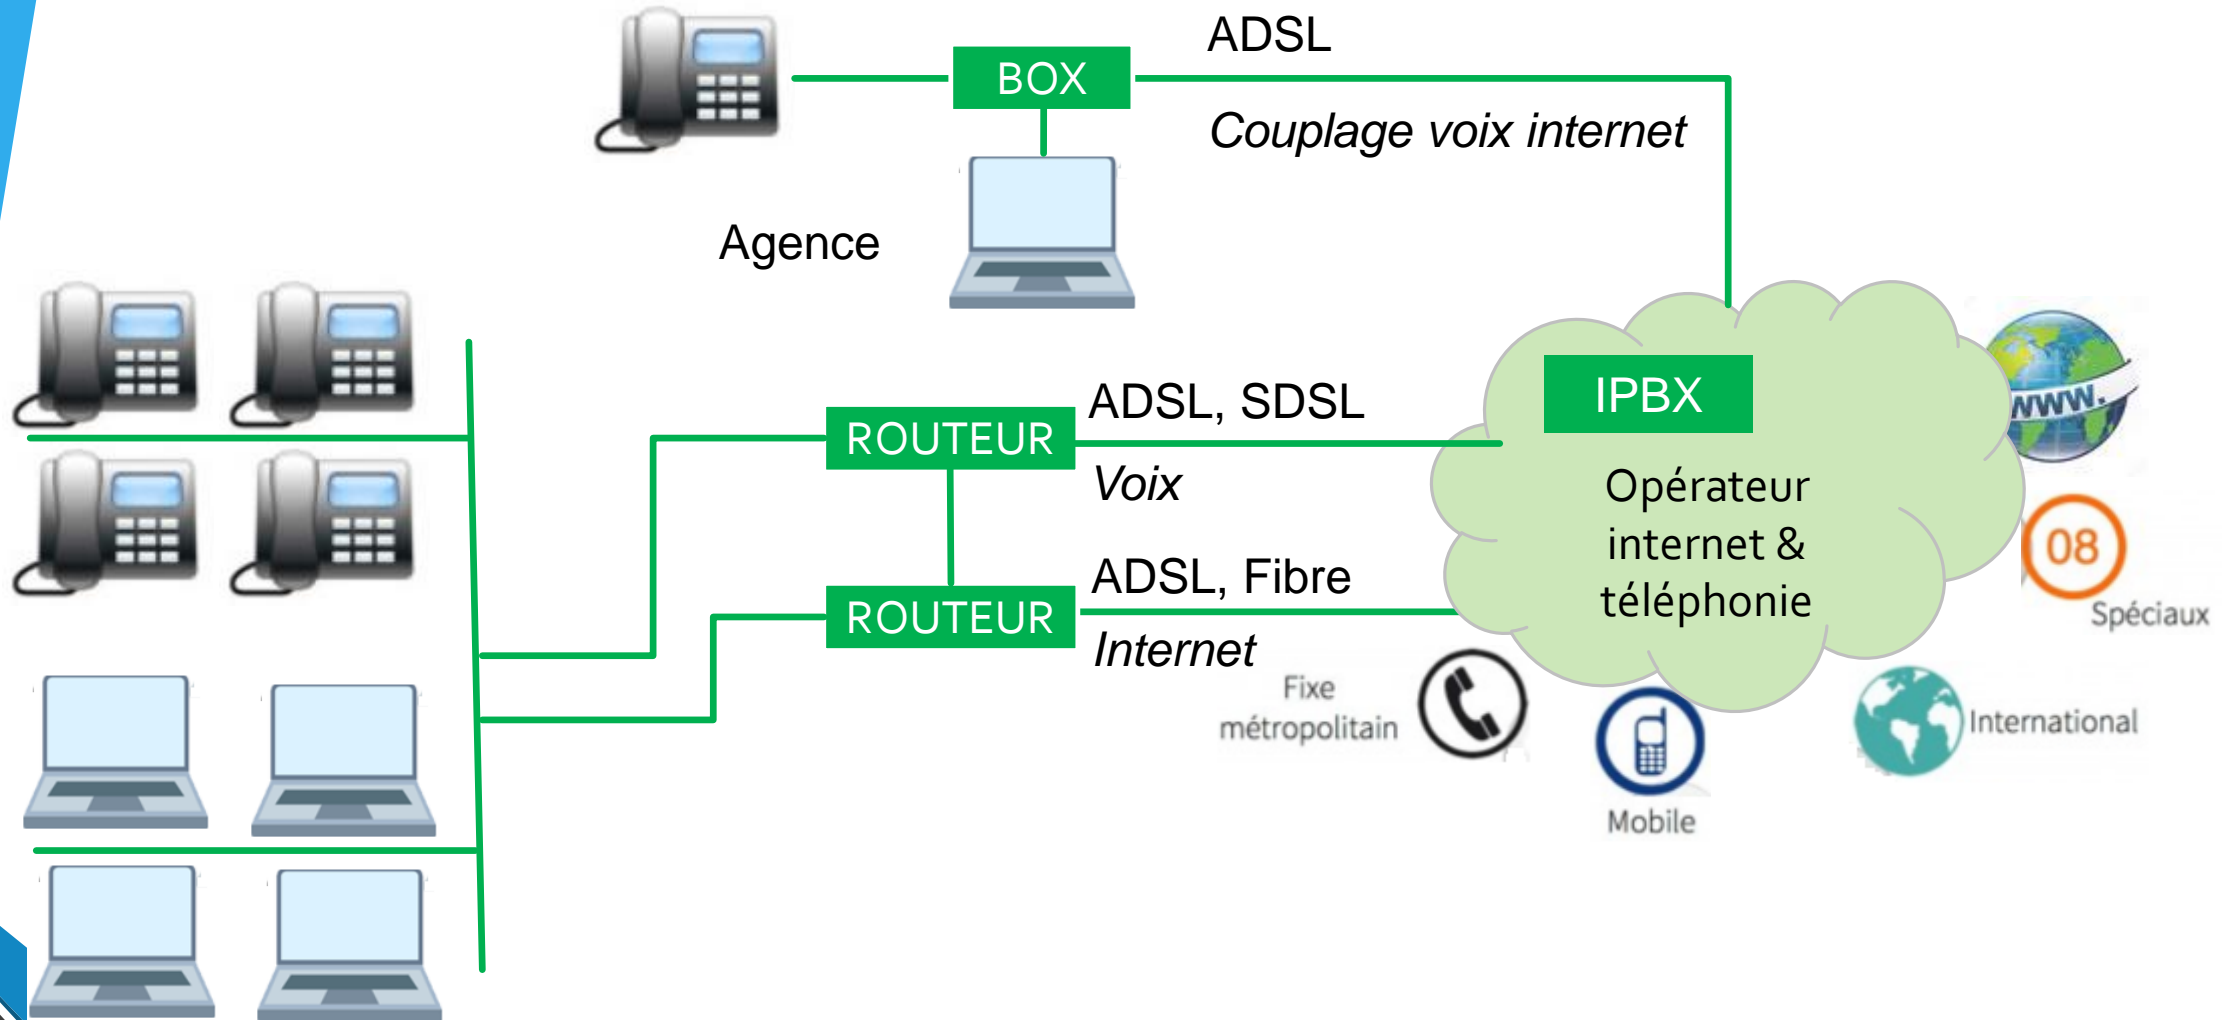 ADSL
BOX
Couplage voix internet
Agence
ADSL, SDSL
IPBX
www.
ROUTEUR
Voix
Opérateur
internet &
téléphonie
08
Spéciaux
ADSL, Fibre
ROUTEUR
Internet
Fixe
métropolitain
International
Mobile